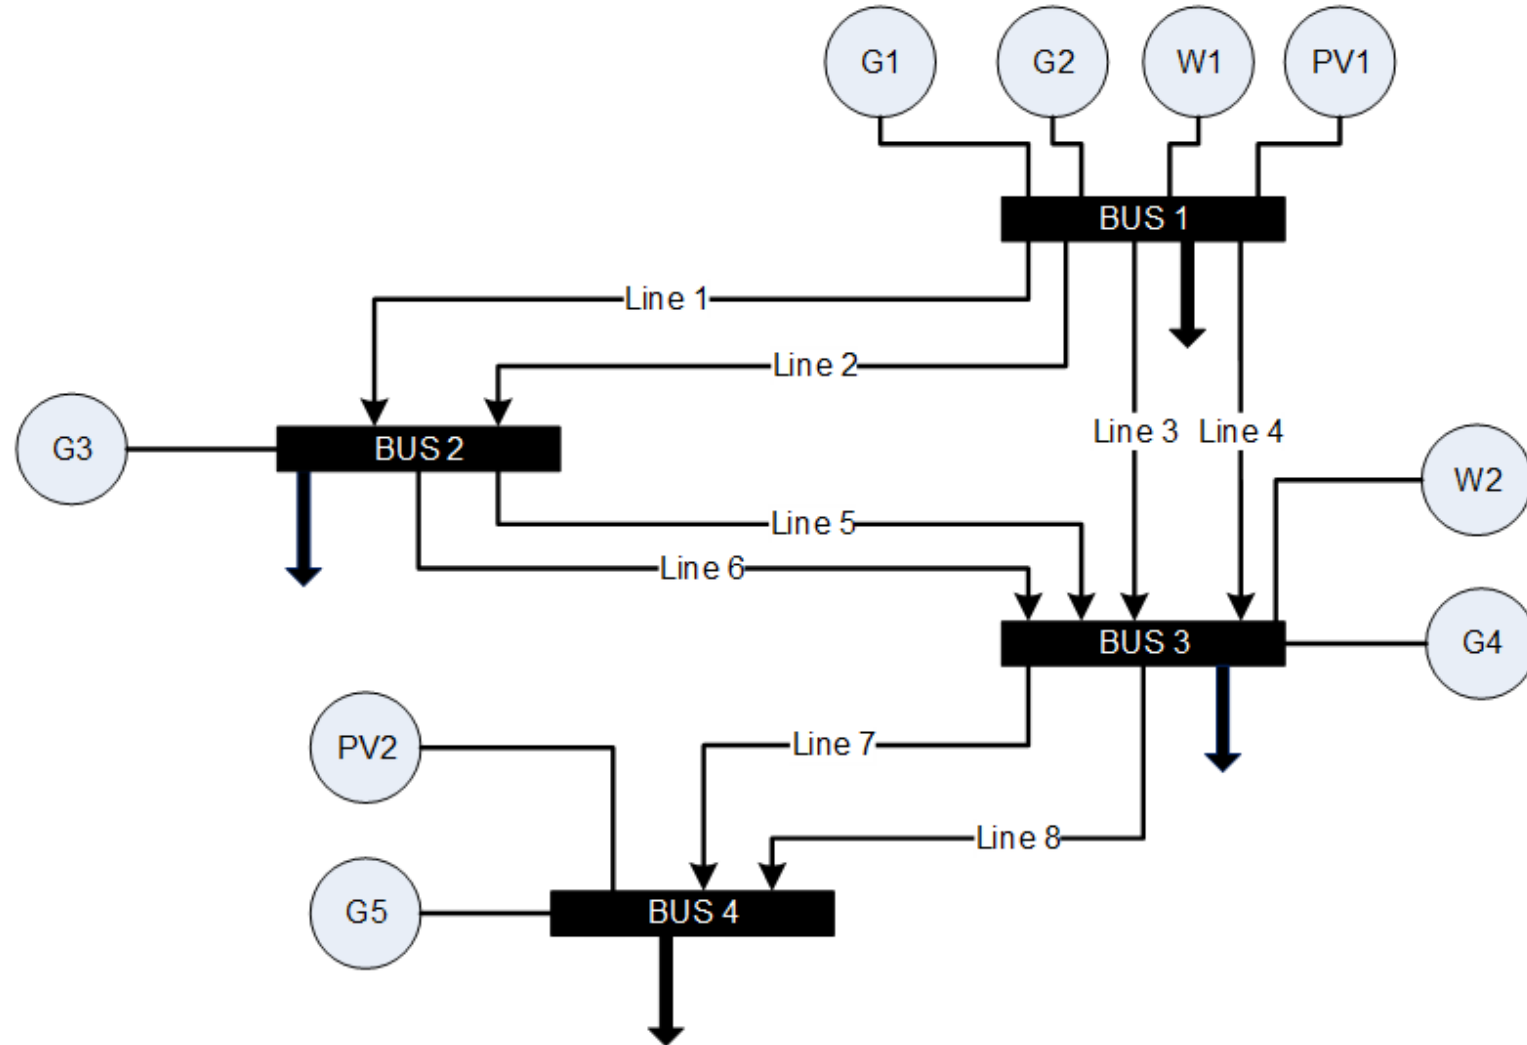 G1
G2
W1
PV1
BUS 1
Line 1
Line 2
Line 3
Line 4
G3
BUS 2
W2
Line 5
Line 6
BUS 3
G4
PV2
Line 7
Line 8
G5
BUS 4